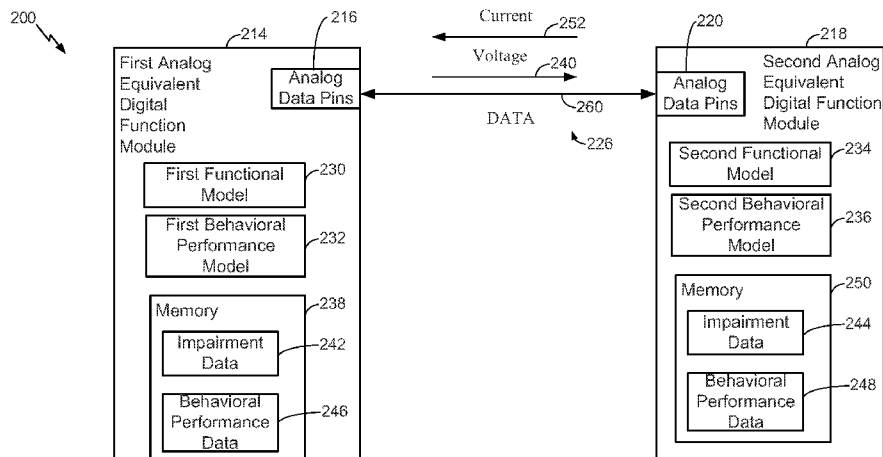 200
214
First Analog
Equivalent
Digital
Function
Module
216
Analog
Data Pins
First Functional
Model
230
First Behavioral
Performance
Model
232
Memory
238
Impairment
Data
242
Behavioral
Performance
Data
246
Current
252
Voltage
240
260
DATA
226
218
220
Analog
Data Pins
Second Analog
Equivalent
Digital Function
Module
Second Functional
Model
234
Second Behavioral
Performance
Model
236
Memory
250
Impairment
Data
244
Behavioral
Performance Data
248